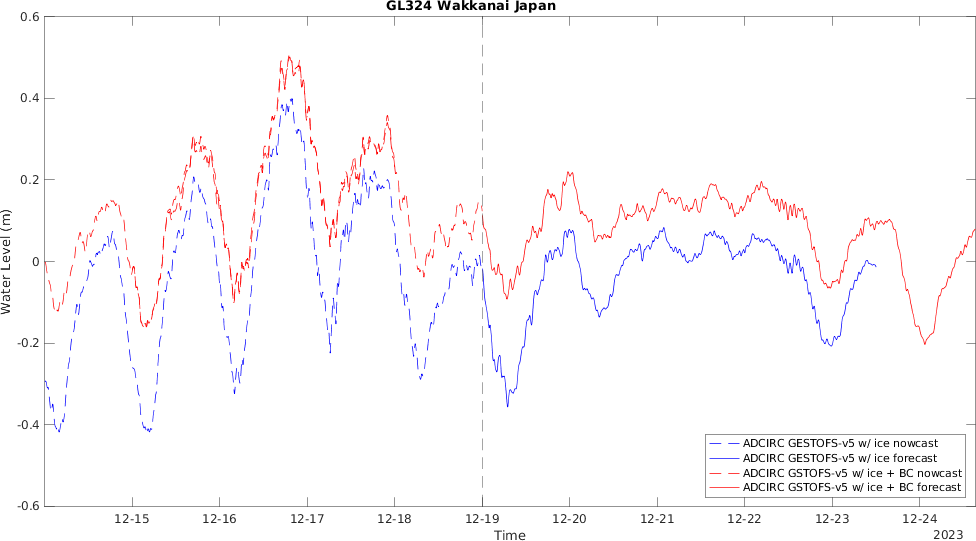 GL324 Wakkanai Japan
0.6
0.4
0.2
0
-0.2
-0.4
-0.6
Water Level (m)
12-15
12-16
12-17
12-18
12-19
12-20
12-21
12-22
12-23
12-24
Time
2023
ADCIRC GESTOFS-v5 w/ ice nowcast
ADCIRC GESTOFS-v5 w/ ice forecast
ADCIRC GSTOFS-v5 w/ ice + BC nowcast
ADCIRC GSTOFS-v5 w/ ice + BC forecast